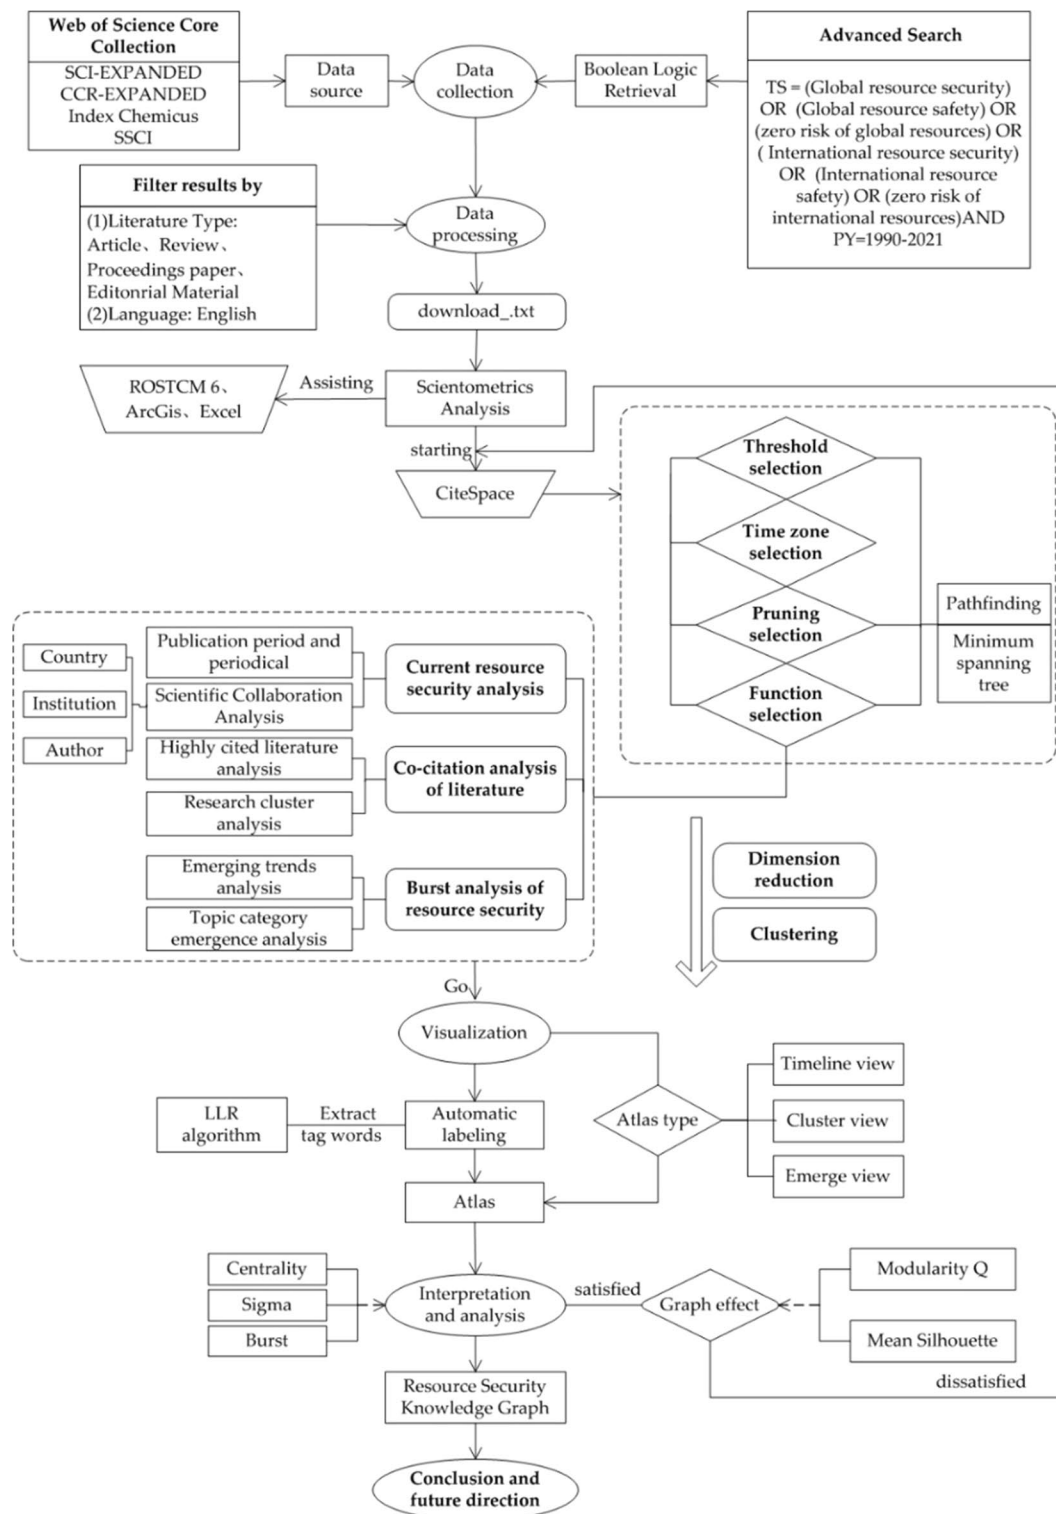 Web of Science Core
Collection
SCI-EXPANDED
CCR-EXPANDED
Index Chemicus
SSCI
Data
source
Data
collection
Boolean Logic
Retrieval
Advanced Search
TS = (Global resource security)
OR (Global resource safety) OR
(zero risk of global resources) OR
( International resource security)
OR (International resource
safety) OR (zero risk of
international resources)AND
PY=1990-2021
Filter results by
(1)Literature Type:
Article、Review、
Proceedings paper、
Editonrial Material
(2)Language: English
Data
processing
download_.txt
ROSTCM 6、
ArcGis、Excel
Assisting
Scientometrics
Analysis
starting
CiteSpace
Threshold
selection
Time zone
selection
Pruning
selection
Function
selection
Pathfinding
Minimum
spanning
tree
Country
Institution
Author
Publication period and
periodical
Scientific Collaboration
Analysis
Highly cited literature
analysis
Research cluster
analysis
Emerging trends
analysis
Topic category
emergence analysis
Current resource
security analysis
Co-citation analysis
of literature
Burst analysis of
resource security
Dimension
reduction
Clustering
Go
Visualization
LLR
algorithm
Extract
tag words
Automatic
labeling
Atlas type
Timeline view
Cluster view
Emerge view
Atlas
Centrality
Sigma
Burst
Interpretation
and analysis
satisfied
Graph effect
Modularity Q
Mean Silhouette
dissatisfied
Resource Security
Knowledge Graph
Conclusion and
future direction